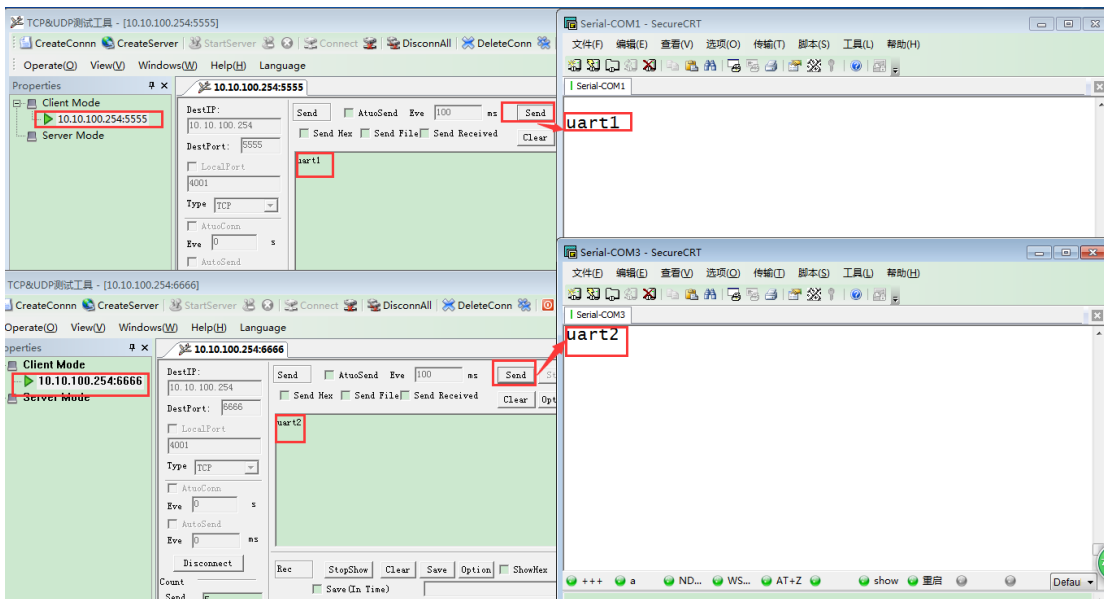 TCP&UDP测试工具 - [10.10.100.254:5555]
CreateConnn CreateServer StartServer Connect DisconnAll DeleteConn
Operate(O) View(V) Windows(W) Help(H) Language
Properties
10.10.100.254:5555
Client Mode
10.10.100.254:5555
Server Mode
DestIP:
10.10.100.254
DestPort: 5555
LocalPort
4001
Type TCP
AtuoConn
Eve 0 s
AutoSend
Send AtuoSend Eve 100 ms Send
Send Hex Send File Send Received Clear
uart1
Serial-COM1 - SecureCRT
文件(F) 编辑(E) 查看(V) 选项(O) 传输(T) 脚本(S) 工具(L) 帮助(H)
Serial-COM1
uart1
TCP&UDP测试工具 - [10.10.100.254:6666]
CreateConnn CreateServer StartServer Connect DisconnAll DeleteConn
Operate(O) View(V) Windows(W) Help(H) Language
operties
10.10.100.254:6666
Client Mode
10.10.100.254:6666
Server Mode
DestIP:
10.10.100.254
DestPort: 6666
LocalPort
4001
Type TCP
AtuoConn
Eve 0 s
AutoSend
Eve 0 ms
Disconnect
Count
Send
Send AtuoSend Eve 100 ms Send St
Send Hex Send File Send Received Clear Opt
uart2
Rec StopShow Clear Save Option ShowHex
Save(In Time)
Serial-COM3 - SecureCRT
文件(F) 编辑(E) 查看(V) 选项(O) 传输(T) 脚本(S) 工具(L) 帮助(H)
Serial-COM3
uart2
+++ a ND... WS... AT+Z show 重启 Defau